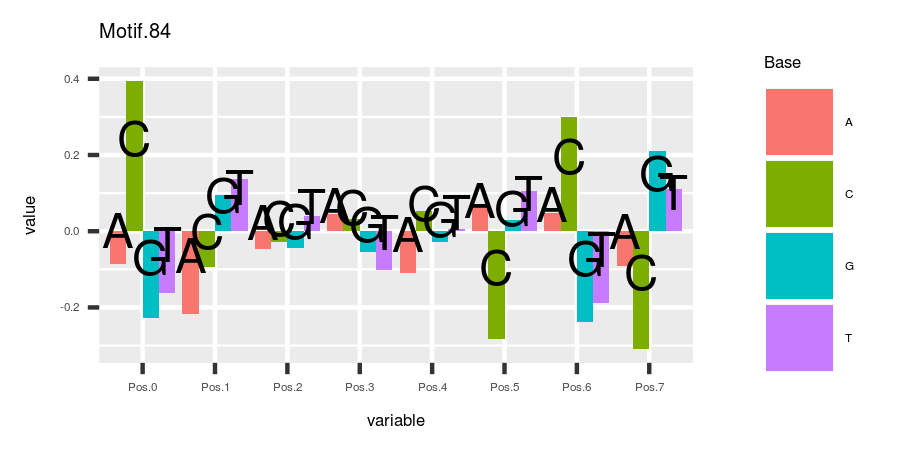 Motif.84
Base
0.4
0.2
0.0
-0.2
value
A C G T
A C G T
A C G T
A C G T
A C G T
A C G T
A C G T
A C G T
Pos.0 Pos.1 Pos.2 Pos.3 Pos.4 Pos.5 Pos.6 Pos.7
variable
A
C
G
T